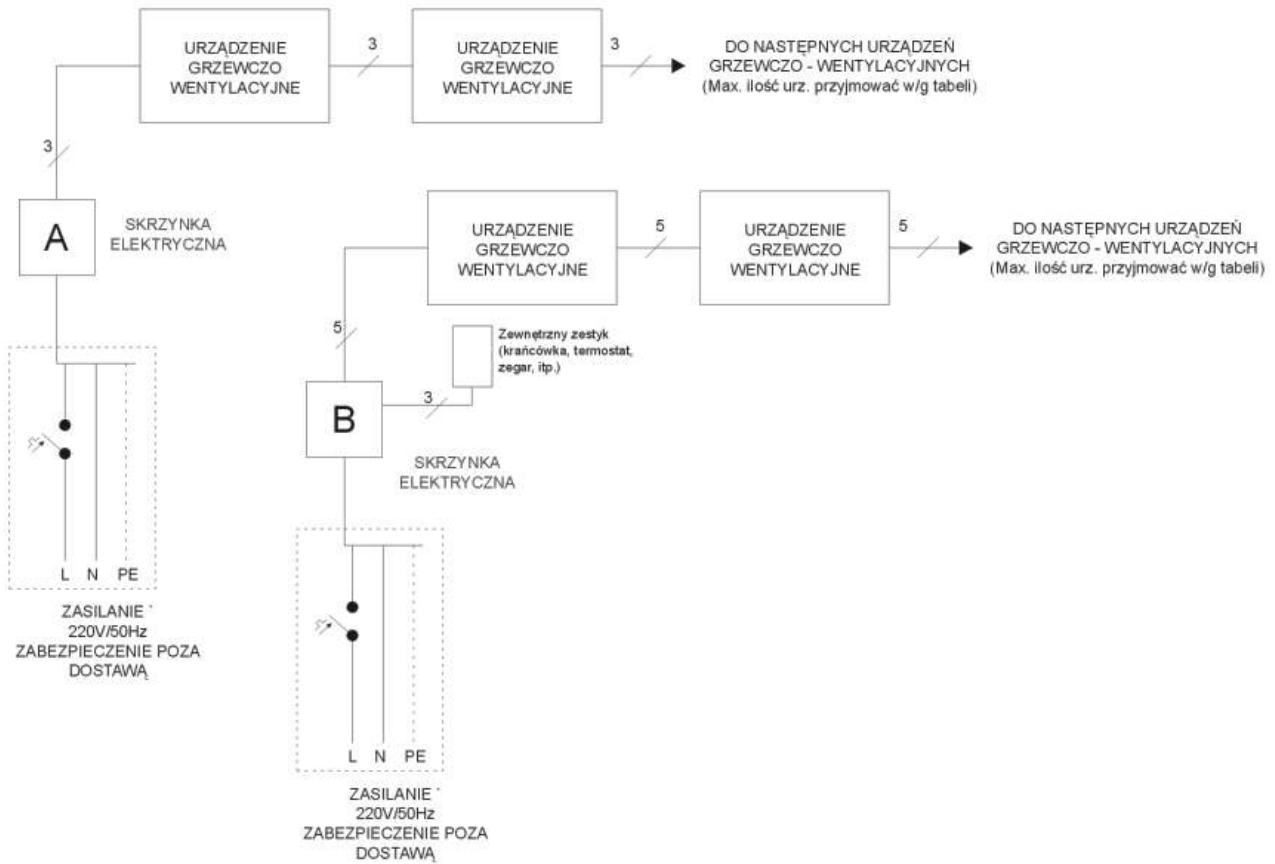 URZĄDZENIE
GRZEWCZO
WENTYLACYJNE
3
URZĄDZENIE
GRZEWCZO
WENTYLACYJNE
3
DO NASTĘPNYCH URZĄDZEŃ
GRZEWCZO - WENTYLACYJNYCH
(Max. ilość urz. przyjmować w/g tabeli)
3
A
SKRZYNKA
ELEKTRYCZNA
L N PE
ZASILANIE
220V/50Hz
ZABEZPIECZENIE POZA
DOSTAWĄ
URZĄDZENIE
GRZEWCZO
WENTYLACYJNE
5
URZĄDZENIE
GRZEWCZO
WENTYLACYJNE
5
DO NASTĘPNYCH URZĄDZEŃ
GRZEWCZO - WENTYLACYJNYCH
(Max. ilość urz. przyjmować w/g tabeli)
5
Zewnętrzny zestyk
(krańcówka, termostat,
zegar, itp.)
3
B
SKRZYNKA
ELEKTRYCZNA
L N PE
ZASILANIE
220V/50Hz
ZABEZPIECZENIE POZA
DOSTAWĄ